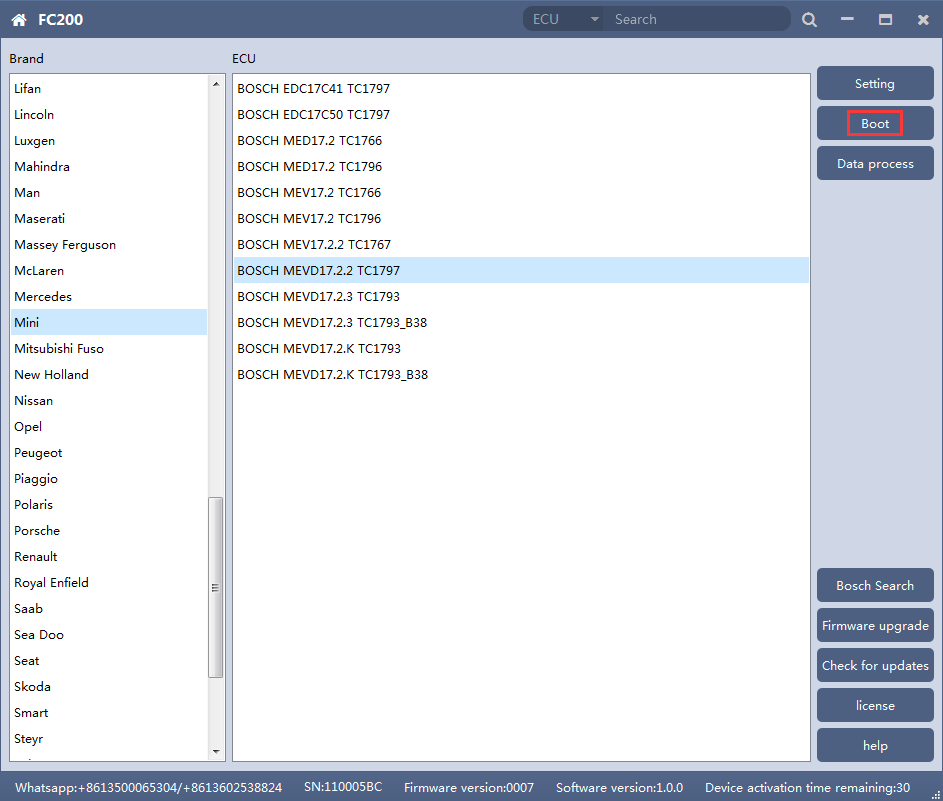 FC200
ECU Search
Brand
Lifan
Lincoln
Luxgen
Mahindra
Man
Maserati
Massey Ferguson
McLaren
Mercedes
Mini
Mitsubishi Fuso
New Holland
Nissan
Opel
Peugeot
Piaggio
Polaris
Porsche
Renault
Royal Enfield
Saab
Sea Doo
Seat
Skoda
Smart
Steyr
ECU
BOSCH EDC17C41 TC1797
BOSCH EDC17C50 TC1797
BOSCH MED17.2 TC1766
BOSCH MED17.2 TC1796
BOSCH MEV17.2 TC1766
BOSCH MEV17.2 TC1796
BOSCH MEV17.2.2 TC1767
BOSCH MEVD17.2.2 TC1797
BOSCH MEVD17.2.3 TC1793
BOSCH MEVD17.2.3 TC1793_B38
BOSCH MEVD17.2.K TC1793
BOSCH MEVD17.2.K TC1793_B38
Setting
Boot
Data process
Bosch Search
Firmware upgrade
Check for updates
license
help
Whatsapp:+8613500065304/+8613602538824 SN:110005BC Firmware version:0007 Software version:1.0.0 Device activation time remaining:30